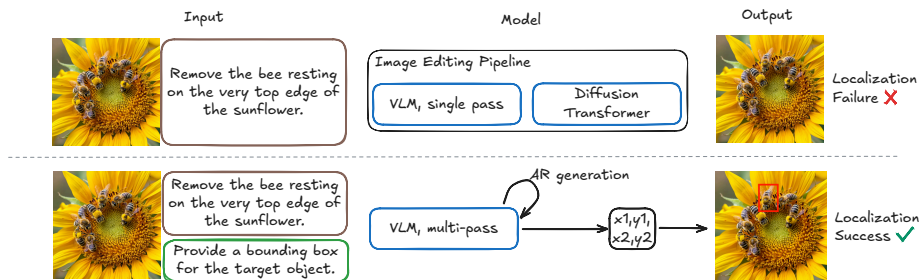 Input
Model
Output
Remove the bee resting
on the very top edge of
the sunflower.
Image Editing Pipeline
VLM, single pass
Diffusion
Transformer
Localization
Failure
Remove the bee resting
on the very top edge of
the sunflower.
Provide a bounding box
for the target object.
AR generation
VLM, multi-pass
x1,y1,
x2,y2
Localization
Success